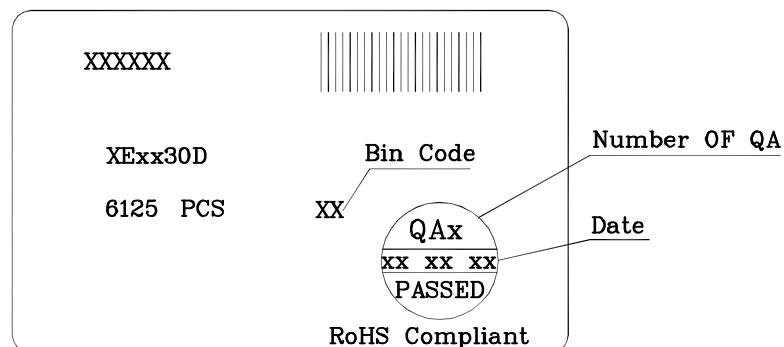 XXXXXX
XExx30D
Bin Code
Number OF QA
6125 PCS
XX
QAx
Date
xx xx xx
PASSED
RoHS Compliant